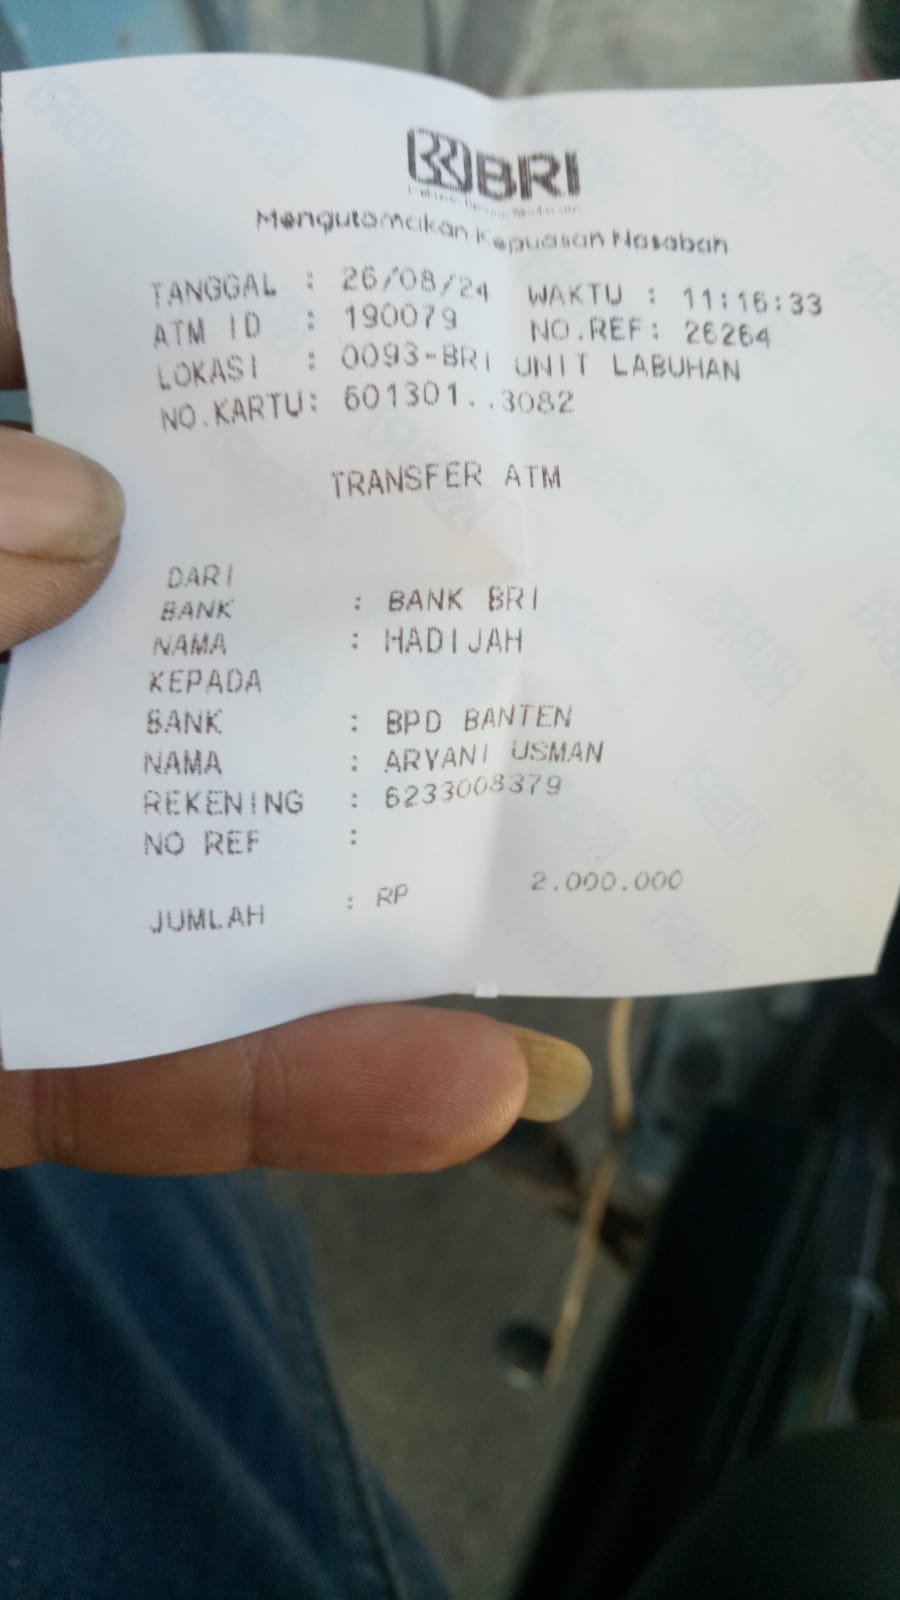 BRI
Mengutamakan Kepuasan Nasabah
TANGGAL : 26/08/24 WAKTU : 11:16:33
ATM ID : 190079 NO.REF: 26264
LOKASI : 0093-BRI UNIT LABUHAN
NO.KARTU: 601301..3082
TRANSFER ATM
DARI
BANK : BANK BRI
NAMA : HADIJAH
KEPADA
BANK : BPD BANTEN
NAMA : ARYANI USMAN
REKENING : 6233008379
NO REF :
JUMLAH : RP 2.000.000